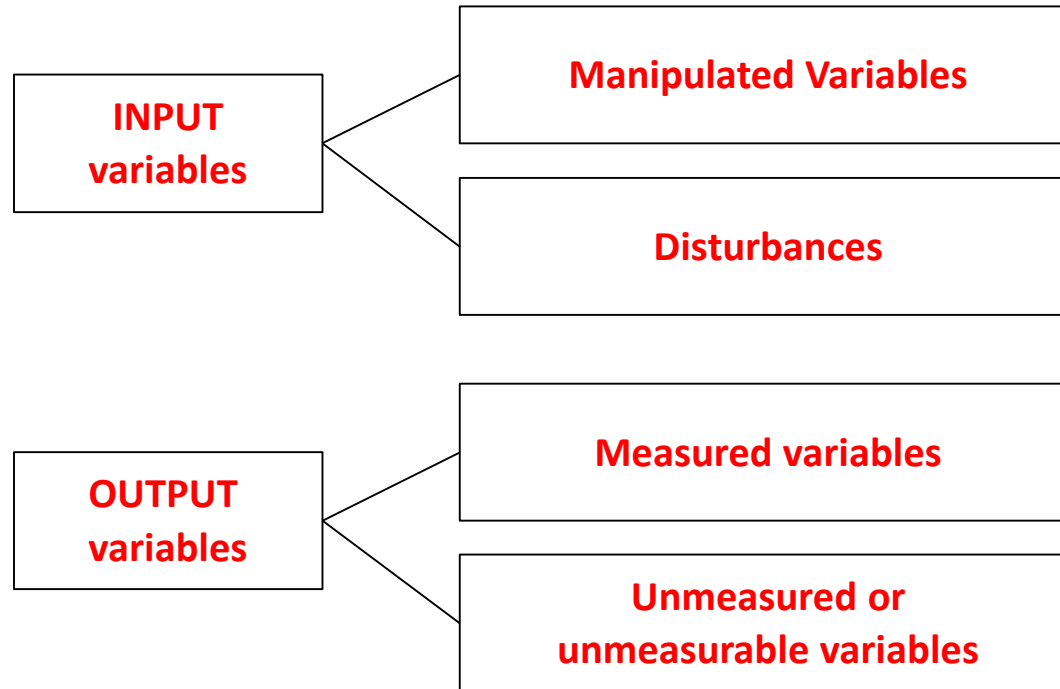 INPUT
variables
Manipulated Variables
Disturbances
OUTPUT
variables
Measured variables
Unmeasured or
unmeasurable variables